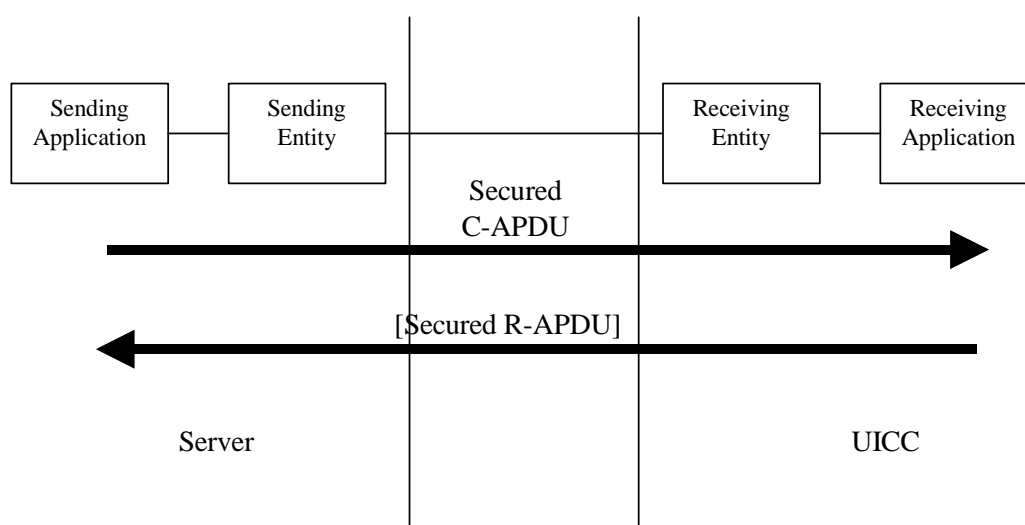 Sending
Application
Sending
Entity
Receiving
Entity
Receiving
Application
Secured
C-APDU
[Secured R-APDU]
Server
UICC